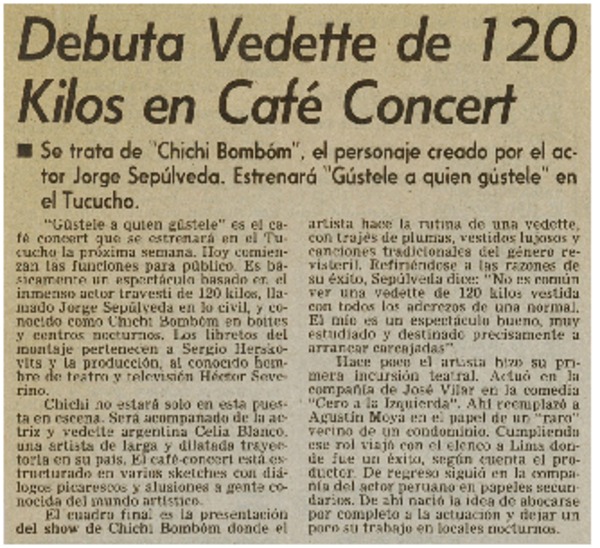 Debuta Vedette de 120
Kilos en Café Concert
■ Se trata de "Chichi Bombóm", el personaje creado por el ac-
tor Jorge Sepúlveda. Estrenará "Gústele a quien gústele" en
el Tucucho.
"Gústele a quien gústele" es el ca-
fé concert que se estrenará en el Tu-
cucho la próxima semana. Hoy comien-
zan las funciones para público. Es bá-
sicamente un espectáculo basado en el
inmenso actor travesti de 120 kilos, lla-
mado Jorge Sepúlveda en lo civil, y co-
nocido como Chichi Bombóm en boites
y centros nocturnos. Los libretos del
montaje pertenecen a Sergio Hersko-
vits y la producción, al conocido hom-
bre de teatro y televisión Héctor Seve-
rino.
Chichi no estará solo en esta pues-
ta en escena. Será acompañado de la ac-
triz y vedette argentina Celia Blanco,
una artista de larga y dilatada trayec-
toria en su país. El café-concert está es-
tructurado en varios sketches con diá-
logos picarescos y alusiones a gente co-
nocida del mundo artístico.
El cuadro final es la presentación
del show de Chichi Bombóm donde el
artista hace la rutina de una vedette,
con trajes de plumas, vestidos lujosos y
canciones tradicionales del género re-
visteril. Refiriéndose a las razones de
su éxito, Sepúlveda dice: "No es común
ver una vedette de 120 kilos vestida
con todos los aderezos de una normal.
El mío es un espectáculo bueno, muy
estudiado y destinado precisamente a
arrancar carcajadas".
Hace poco el artista hizo su pri-
mera incursión teatral. Actuó en la
compañía de José Vilar en la comedia
"Cero a la Izquierda". Ahí reemplazó a
Agustín Moya en el papel de un "raro"
vecino de un condominio. Cumpliendo
ese rol viajó con el elenco a Lima don-
de fue un éxito, según cuenta el pro-
ductor. De regreso siguió en la compa-
ñía del actor peruano en papeles secun-
darios. De ahí nació la idea de abocarse
por completo a la actuación y dejar un
poco su trabajo en locales nocturnos.